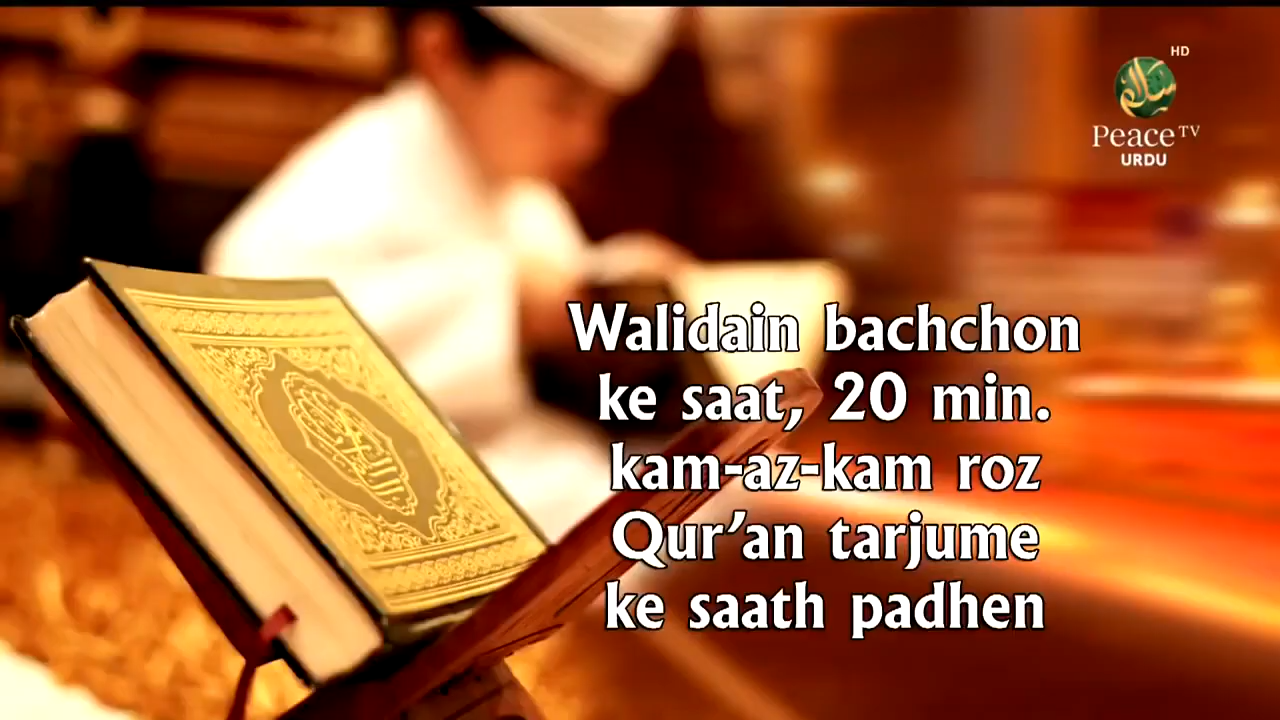 HD
Peace TV
URDU
Walidain bachchon
ke saat, 20 min.
kam-az-kam roz
Qur’an tarjume
ke saath padhen